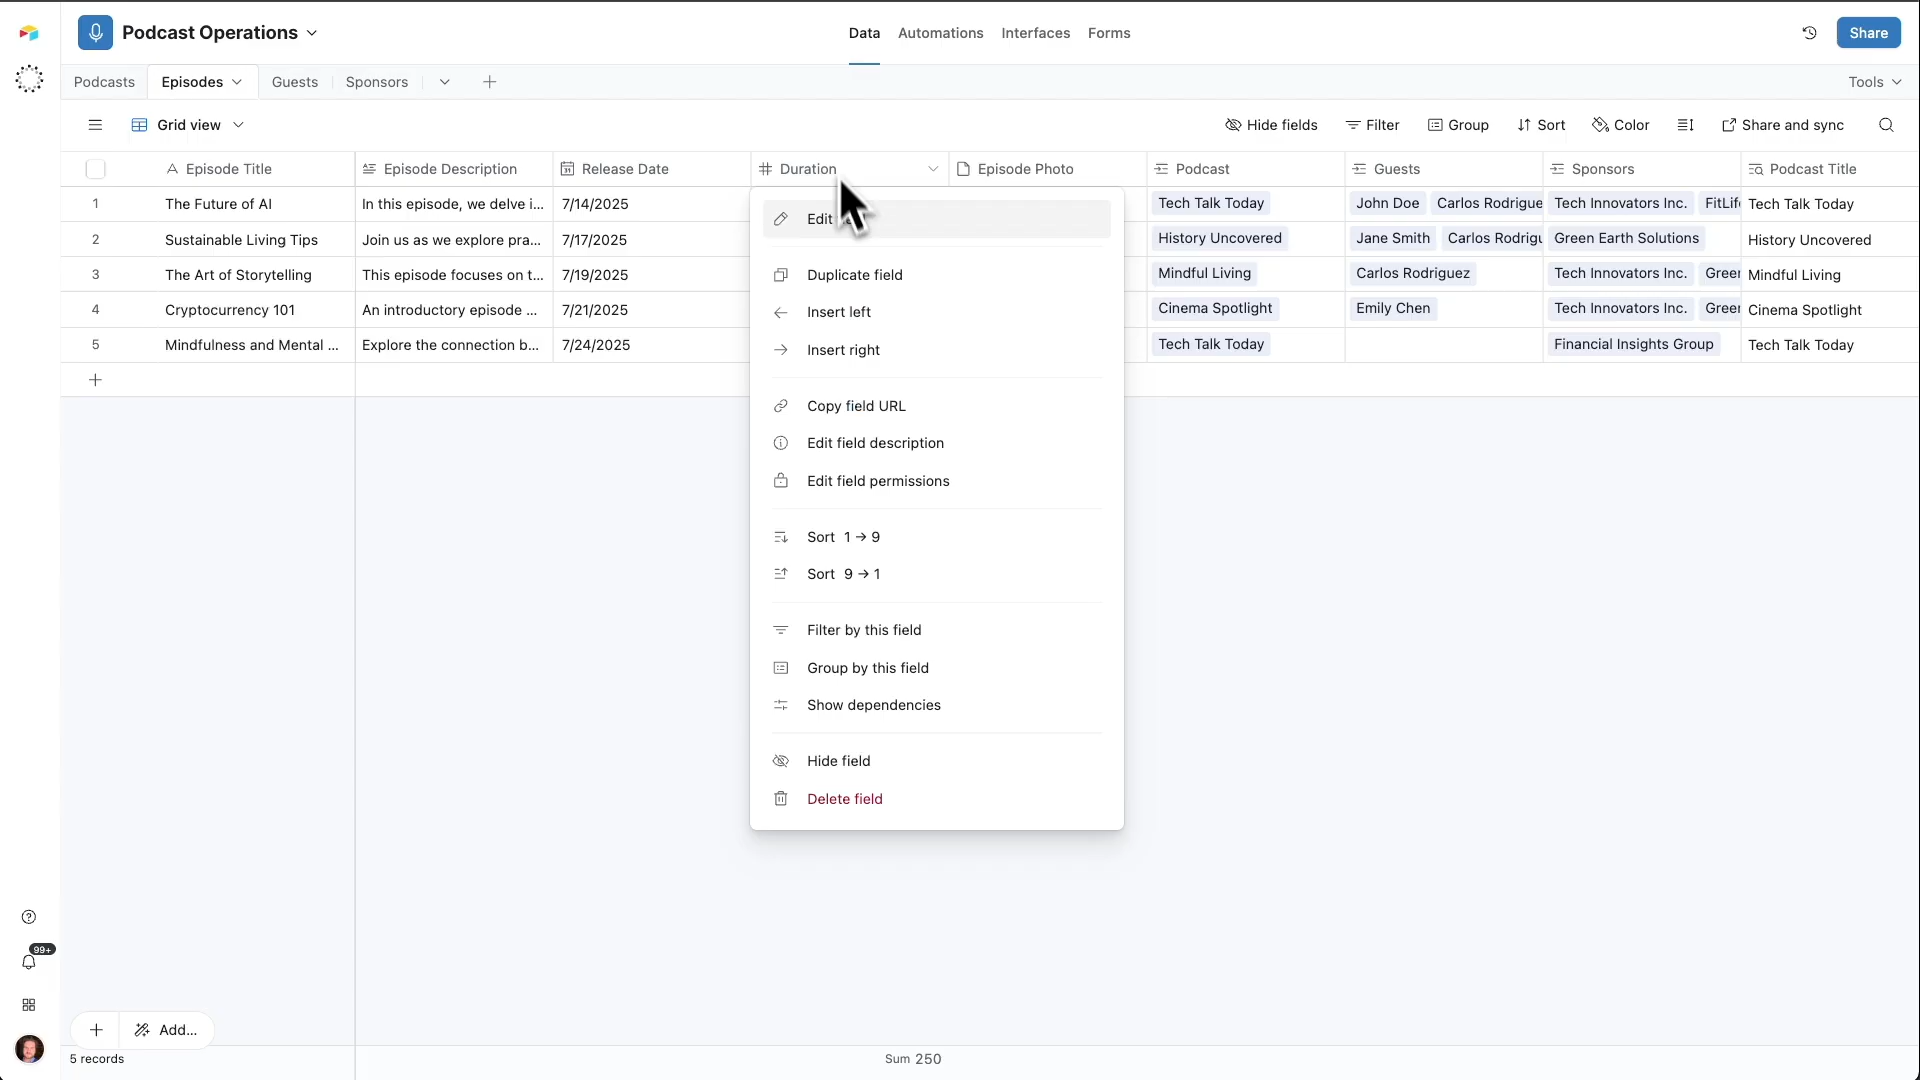 Podcast Operations
Data Automations Interfaces Forms
Share
Podcasts Episodes Guests Sponsors
Tools
Grid view
Hide fields Filter Group Sort Color Share and sync
Episode Title Episode Description Release Date Duration Episode Photo Podcast Guests Sponsors Podcast Title
1 The Future of AI In this episode, we delve i... 7/14/2025 Tech Talk Today John Doe Carlos Rodrigue Tech Innovators Inc. FitLif Tech Talk Today
2 Sustainable Living Tips Join us as we explore pra... 7/17/2025 History Uncovered Jane Smith Carlos Rodrigu Green Earth Solutions History Uncovered
3 The Art of Storytelling This episode focuses on t... 7/19/2025 Mindful Living Carlos Rodriguez Tech Innovators Inc. Green Mindful Living
4 Cryptocurrency 101 An introductory episode ... 7/21/2025 Cinema Spotlight Emily Chen Tech Innovators Inc. Green Cinema Spotlight
5 Mindfulness and Mental ... Explore the connection b... 7/24/2025 Tech Talk Today Financial Insights Group Tech Talk Today
Edit
Duplicate field
Insert left
Insert right
Copy field URL
Edit field description
Edit field permissions
Sort 1 → 9
Sort 9 → 1
Filter by this field
Group by this field
Show dependencies
Hide field
Delete field
99+
Add...
5 records
Sum 250